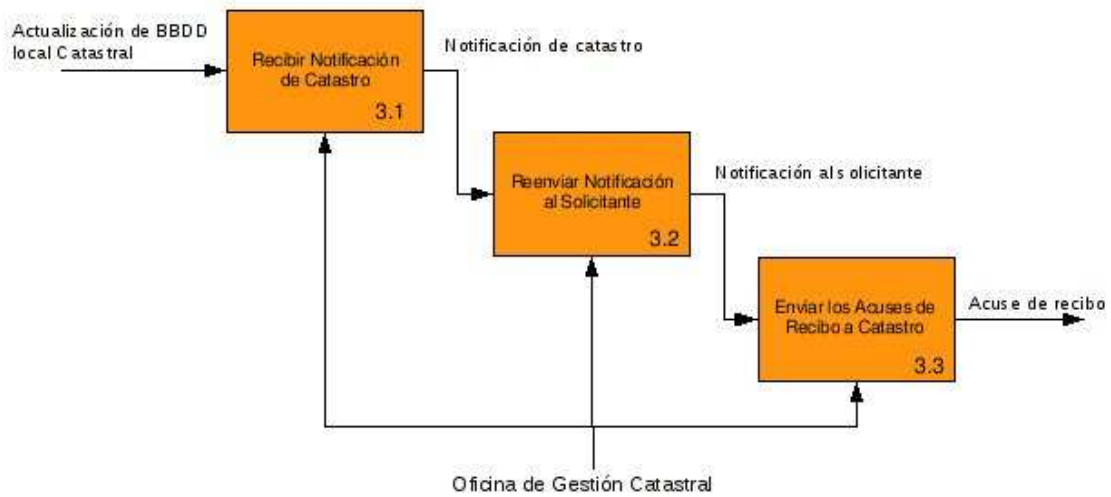 Actualización de BBDD
local Catastral
Recibir Notificación
de Catastro
3.1
Notificación de catastro
Reenviar Notificación
al Solicitante
3.2
Notificación al s olicitante
Enviar los Acuses de
Recibo a Catastro
3.3
Acuse de recibo
Oficina de Gestión Catastral